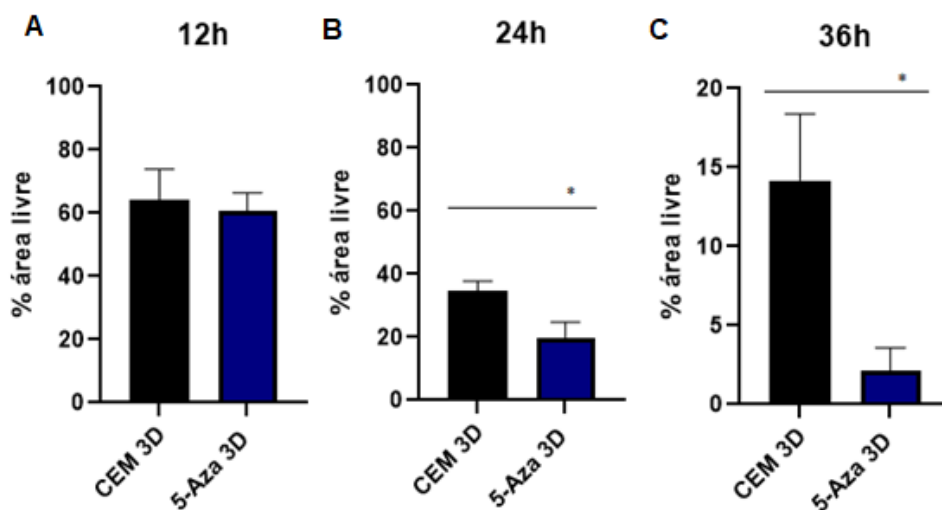 A
12h
% área livre
100
80
60
40
20
0
CEM 3D
5-Aza 3D
B
24h
% área livre
100
80
60
40
20
0
*
CEM 3D
5-Aza 3D
C
36h
% área livre
20
15
10
5
0
*
CEM 3D
5-Aza 3D